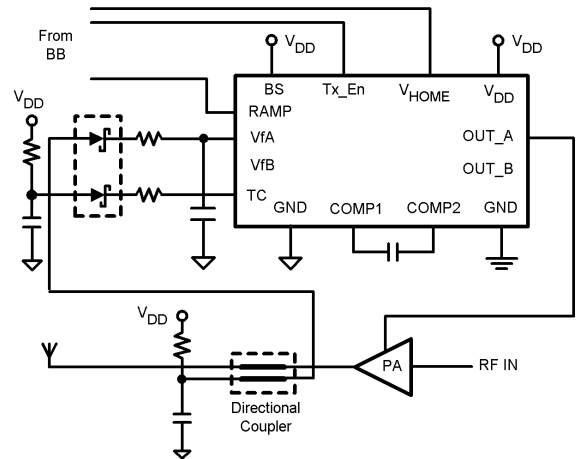 From
BB
VDD
VDD
BS
Tx_En
VHOME
VDD
RAMP
VDD
VfA
OUT_A
VfB
OUT_B
TC
GND
COMP1
COMP2
GND
VDD
PA
RF IN
Directional
Coupler